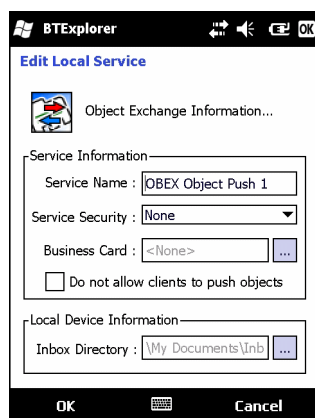 BTExplorer
OK
Edit Local Service
Object Exchange Information...
Service Information
Service Name : OBEX Object Push 1
Service Security : None
Business Card : <None> ...
Do not allow clients to push objects
Local Device Information
Inbox Directory : \My Documents\Inb ...
OK Cancel